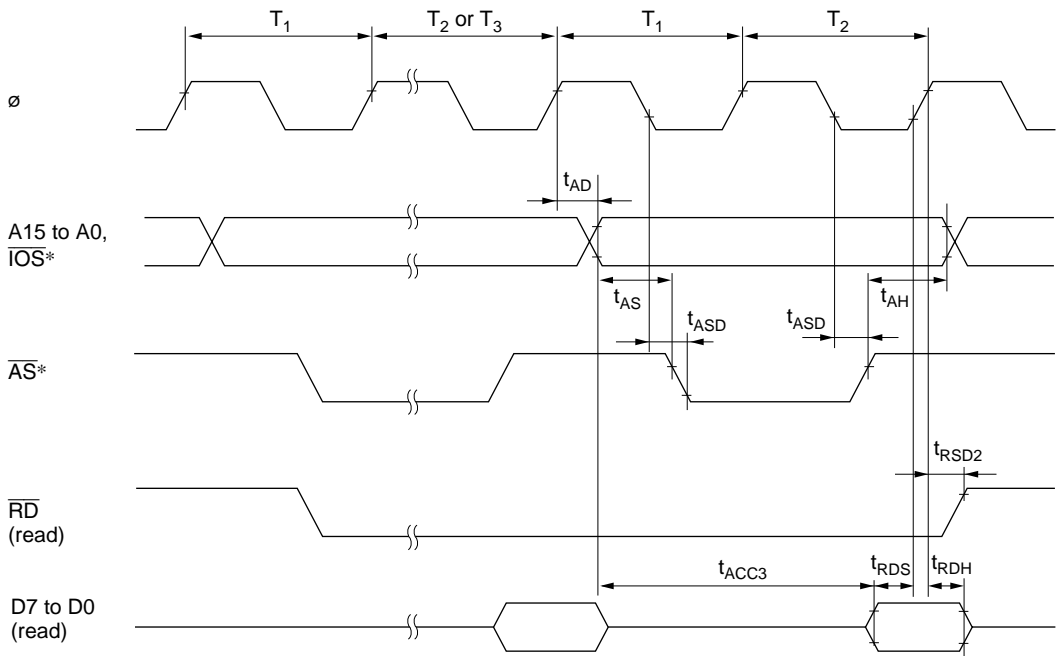 T1 T2 or T3 T1 T2
ø
tAD
A15 to A0,
IOS*
tAS tASD tASD tAH
AS*
tRSD2
RD
(read)
tACC3 tRDS tRDH
D7 to D0
(read)